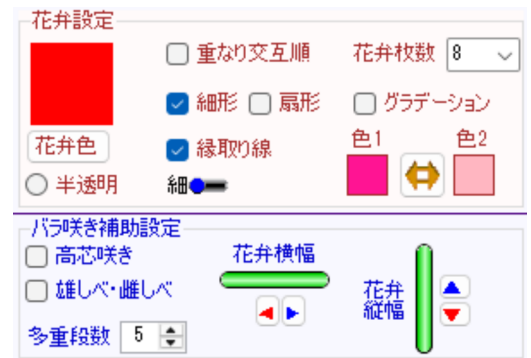 花弁設定
重なり交互順 花弁枚数 8
細形 扇形 グラデーション
花弁色 縁取り線 色1 色2
半透明 細
バラ咲き補助設定
高芯咲き 花弁横幅
雄しべ・雌しべ
花弁
縦幅
多重段数 5